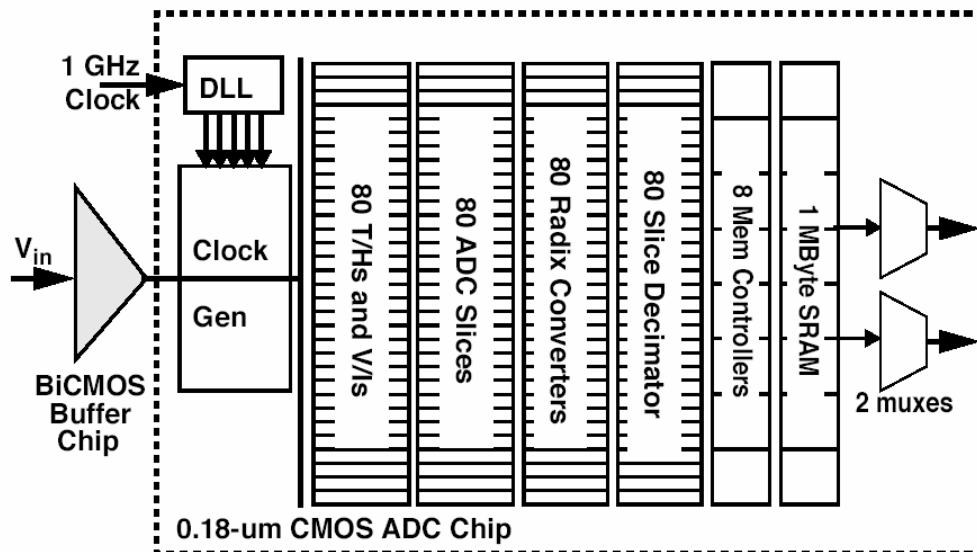 1 GHz
Clock
DLL
V_in
Clock
Gen
BiCMOS
Buffer
Chip
80 T/Hs and V/Is
80 ADC Slices
80 Radix Converters
80 Slice Decimator
8 Mem Controllers
1 MByte SRAM
2 muxes
0.18-um CMOS ADC Chip